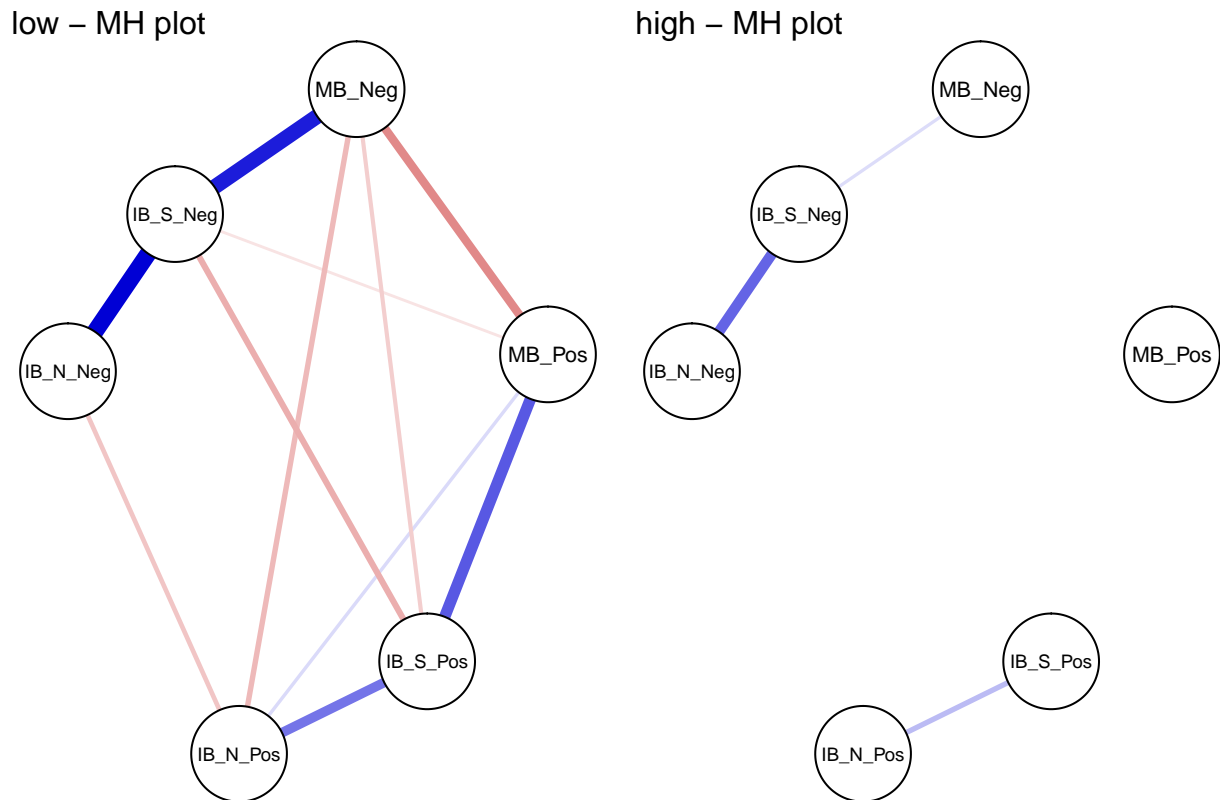 low – MH plot
MB_Neg
IB_S_Neg
MB_Pos
IB_N_Neg
IB_S_Pos
IB_N_Pos
high – MH plot
MB_Neg
IB_S_Neg
MB_Pos
IB_N_Neg
IB_S_Pos
IB_N_Pos